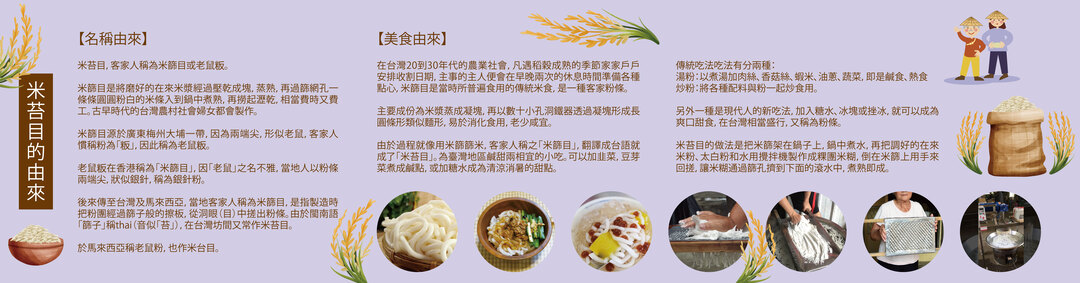 米苔目的由來
【名稱由來】
米苔目, 客家人稱為米篩目或老鼠粄。
米篩目是將磨好的在來米漿經過壓乾成塊, 蒸熟, 再過篩網孔一
條條圓圓粉白的米條入到鍋中煮熟, 再撈起瀝乾, 相當費時又費
工。古早時代的台灣農村社會婦女都會製作。
米篩目源於廣東梅州大埔一帶, 因為兩端尖, 形似老鼠, 客家人
慣稱粉為「粄」, 因此稱為老鼠粄。
老鼠粄在香港稱為「米篩目」, 因「老鼠」之名不雅, 當地人以粉條
兩端尖, 狀似銀針, 稱為銀針粉。
後來傳至台灣及馬來西亞, 當地客家人稱為米篩目, 是指製造時
把粉團經過篩子般的擦板, 從洞眼（目）中搓出粉條。由於閩南語
「篩子」稱thai（音似「苔」）, 在台灣坊間又常作米苔目。
於馬來西亞稱老鼠粉, 也作米台目。
【美食由來】
在台灣20到30年代的農業社會, 凡遇稻穀成熟的季節家家戶戶
安排收割日期, 主事的主人便會在早晚兩次的休息時間準備各種
點心, 米篩目是當時所普遍食用的傳統米食, 是一種客家粉條。
主要成份為米漿蒸成凝塊, 再以數十小孔洞鐵器透過凝塊形成長
圓條形類似麵形, 易於消化食用, 老少咸宜。
由於過程就像用米篩篩米, 客家人稱之「米篩目」, 翻譯成台語就
成了「米苔目」。為臺灣地區鹹甜兩相宜的小吃。可以加韭菜, 豆芽
菜煮成鹹點, 或加糖水成為清涼消暑的甜點。
傳統吃法吃法有分兩種:
湯粉: 以煮湯加肉絲、香菇絲、蝦米、油蔥、蔬菜, 即是鹹食、熱食
炒粉: 將各種配料與粉一起炒食用。
另外一種是現代人的新吃法, 加入糖水、冰塊或挫冰, 就可以成為
爽口甜食, 在台灣相當盛行, 又稱為粉條。
米苔目的做法是把米篩架在鍋子上, 鍋中煮水, 再把調好的在來
米粉、太白粉和水用攪拌機製作成粿團米糊, 倒在米篩上用手來
回搓, 讓米糊通過篩孔擠到下面的滾水中, 煮熟即成。